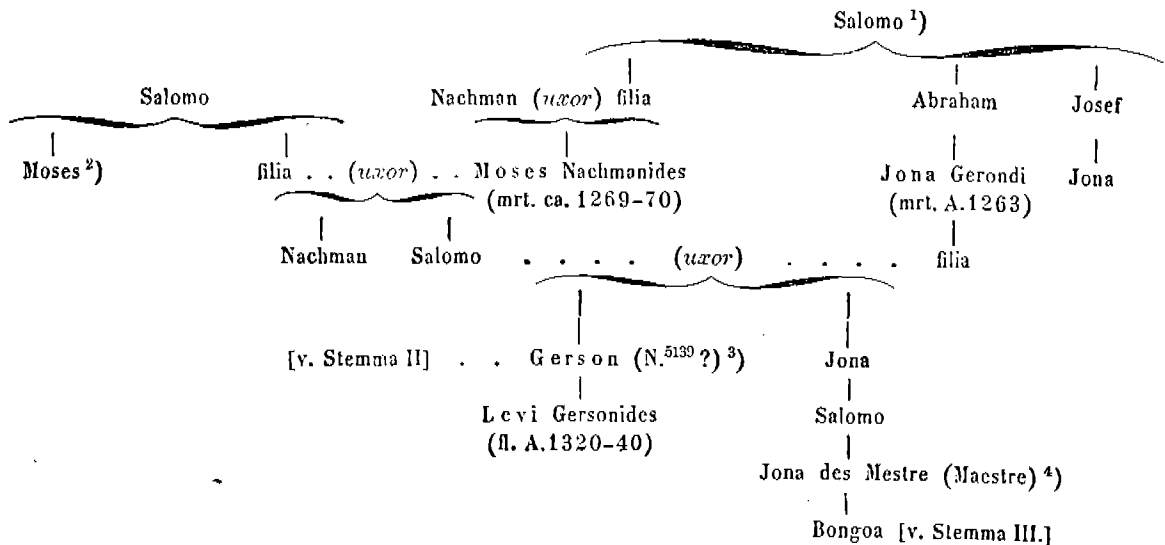 Salomo ¹)
Salomo Nachman (uxor) filia Abraham Josef
Moses ²) filia . . (uxor) . . Moses Nachmanides Jona Gerondi Jona
(mrt. ca. 1269-70) (mrt. A.1263)
Nachman Salomo . . . . (uxor) . . . . filia
[v. Stemma II] . . Gerson (N.⁵¹³⁹ ?) ³) Jona
Levi Gersonides Salomo
(fl. A.1320-40)
Jona des Mestre (Maestre) ⁴)
Bongoa [v. Stemma III.]